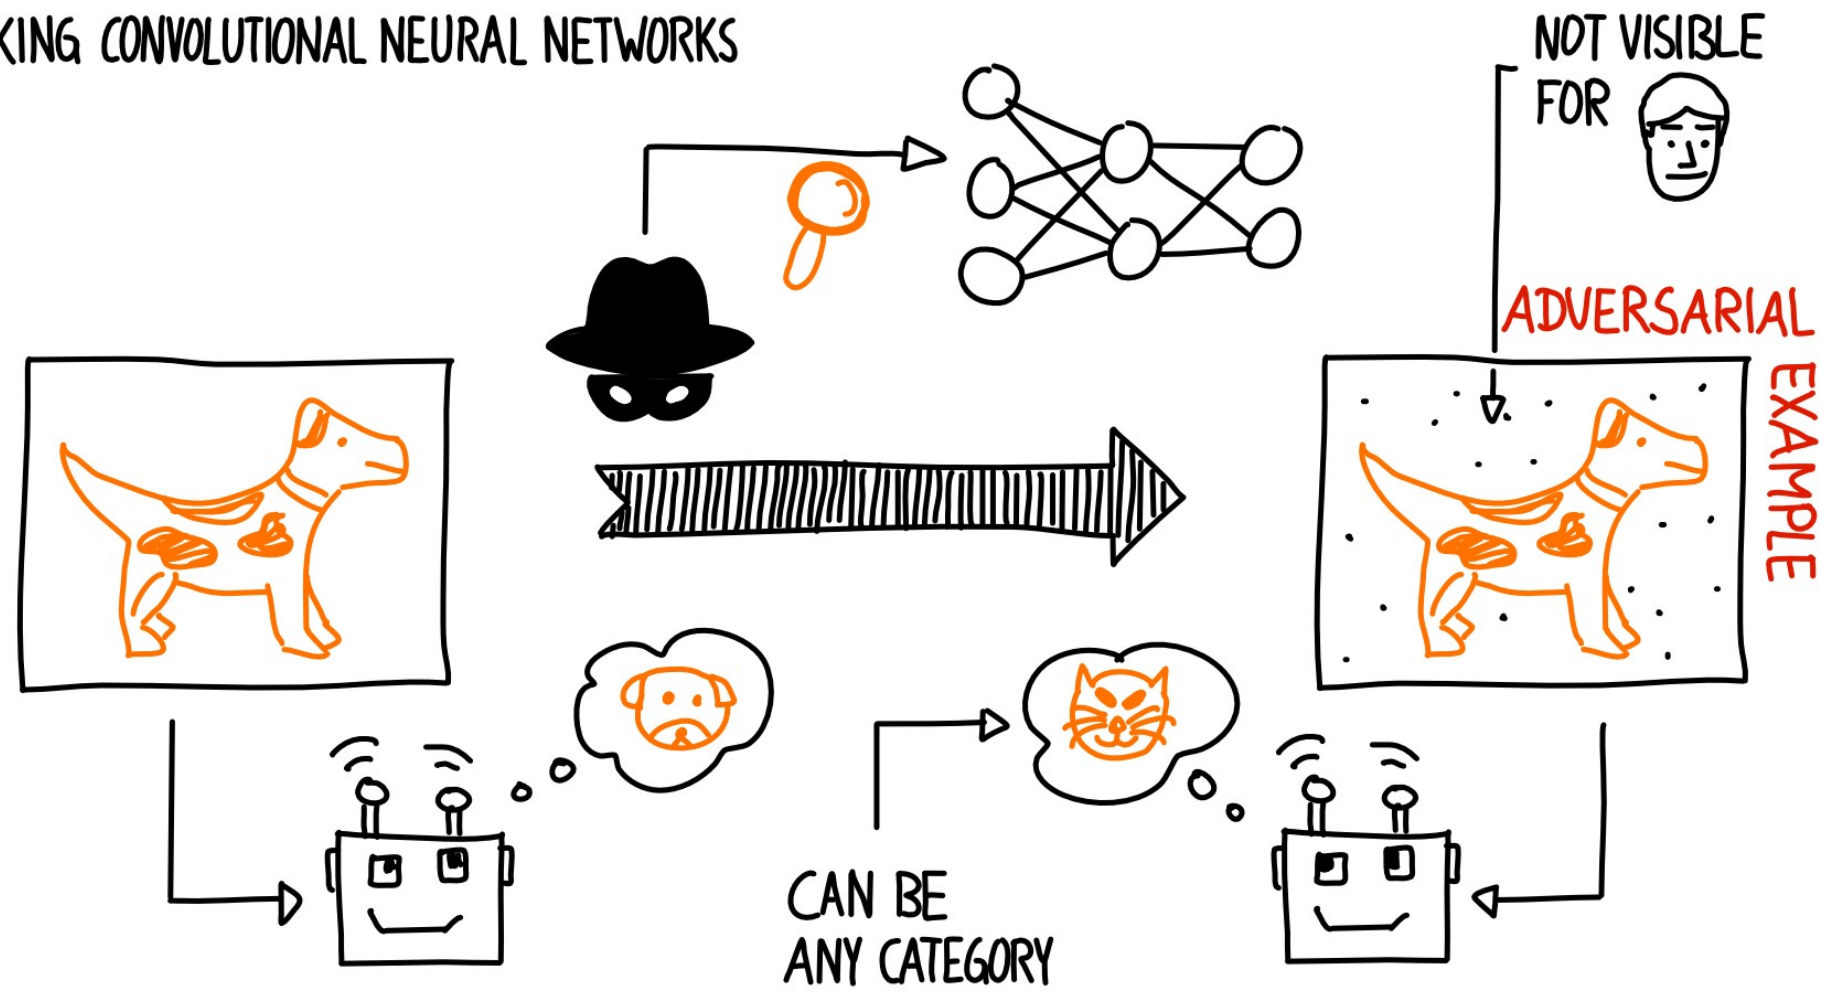 KING CONVOLUTIONAL NEURAL NETWORKS
NOT VISIBLE
FOR
ADVERSARIAL
EXAMPLE
CAN BE
ANY CATEGORY